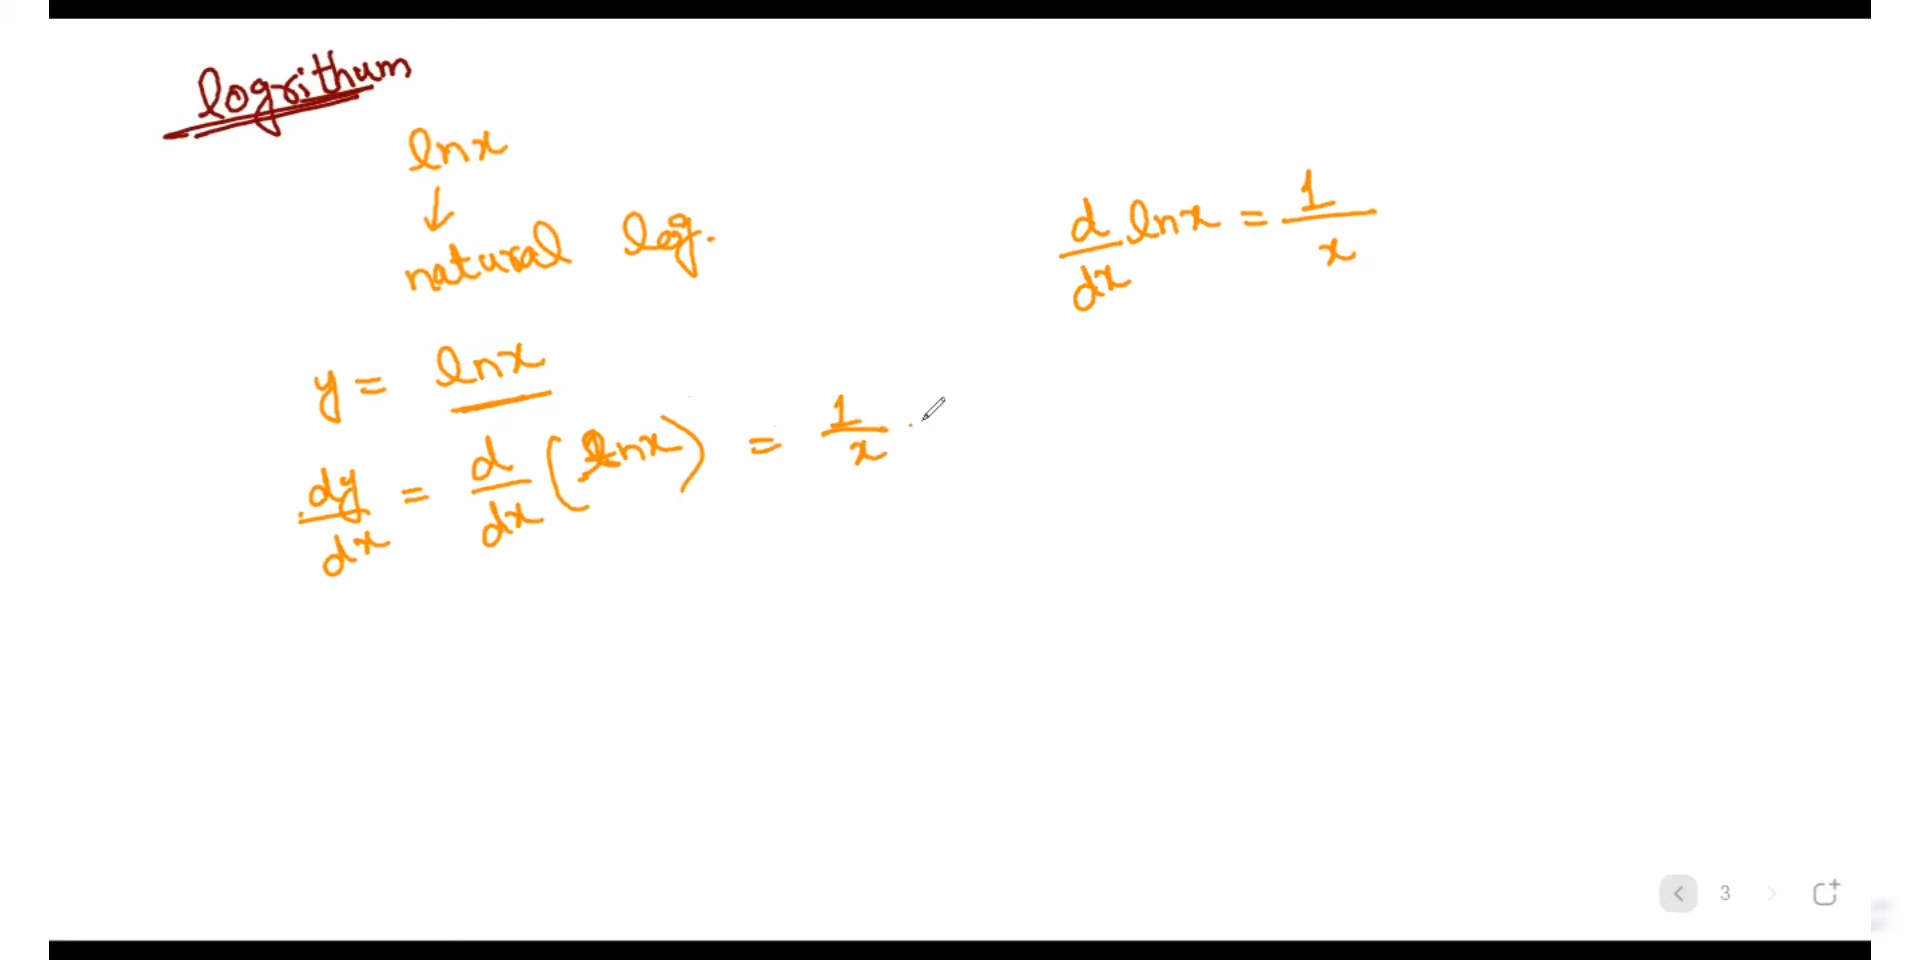 logrithum
lnx
↓
natural log.
d/dx lnx = 1/x
y = lnx
dy/dx = d/dx (lnx) = 1/x .
3